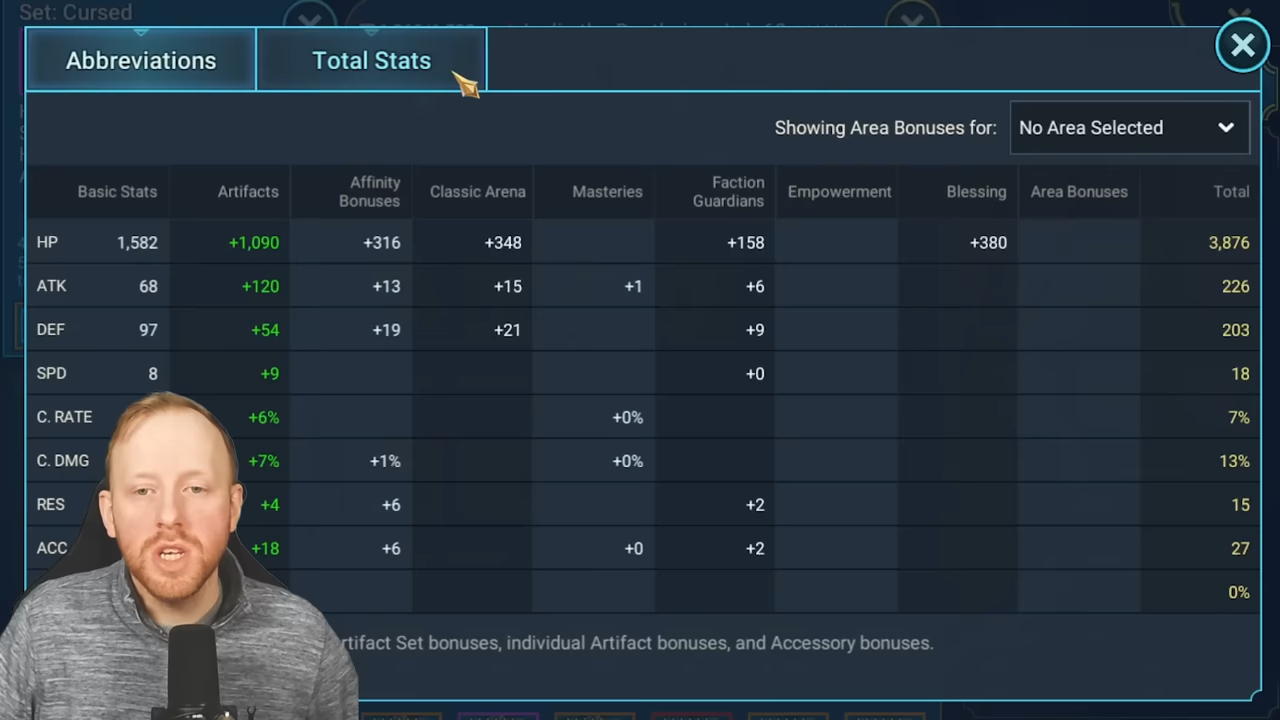 Set: Cursed
Abbreviations
Total Stats
Showing Area Bonuses for:
No Area Selected
Basic Stats Artifacts Affinity Bonuses Classic Arena Masteries Faction Guardians Empowerment Blessing Area Bonuses Total
HP 1,582 +1,090 +316 +348 +158 +380 3,876
ATK 68 +120 +13 +15 +1 +6 226
DEF 97 +54 +19 +21 +9 203
SPD 8 +9 +0 18
C. RATE +6% +0% 7%
C. DMG +7% +1% +0% 13%
RES +4 +6 +2 15
ACC +18 +6 +0 +2 27
0%
Set bonuses, individual Artifact bonuses, and Accessory bonuses.